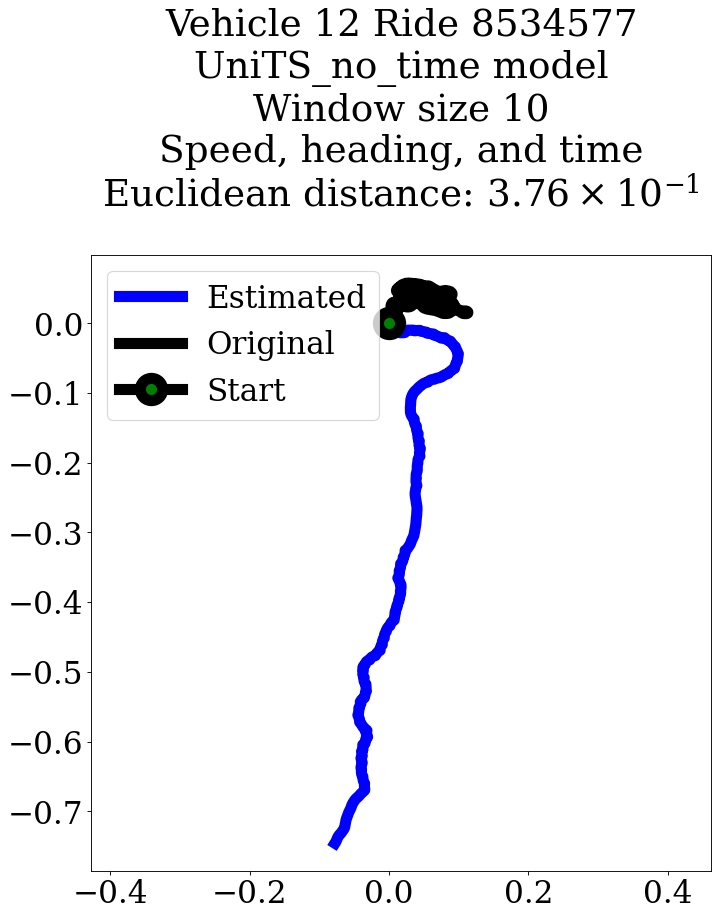 Vehicle 12 Ride 8534577
UniTS_no_time model
Window size 10
Speed, heading, and time
Euclidean distance: 3.76 × 10⁻¹
Estimated
Original
Start
0.0
−0.1
−0.2
−0.3
−0.4
−0.5
−0.6
−0.7
−0.4 −0.2 0.0 0.2 0.4